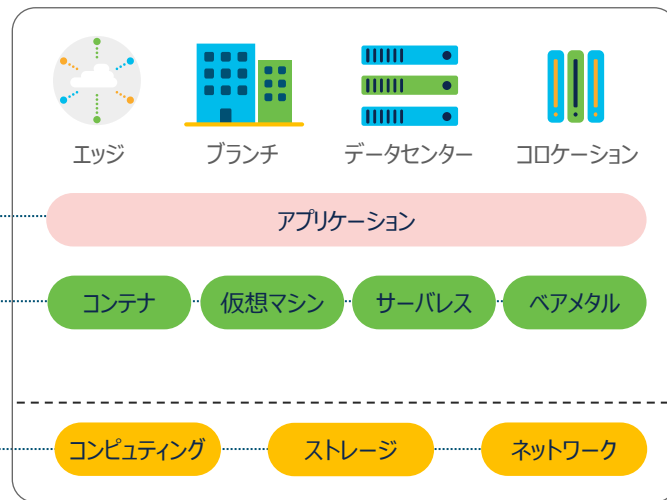 エッジ ブランチ データセンター コロケーション
アプリケーション
コンテナ 仮想マシン サーバレス ベアメタル
コンピュティング ストレージ ネットワーク